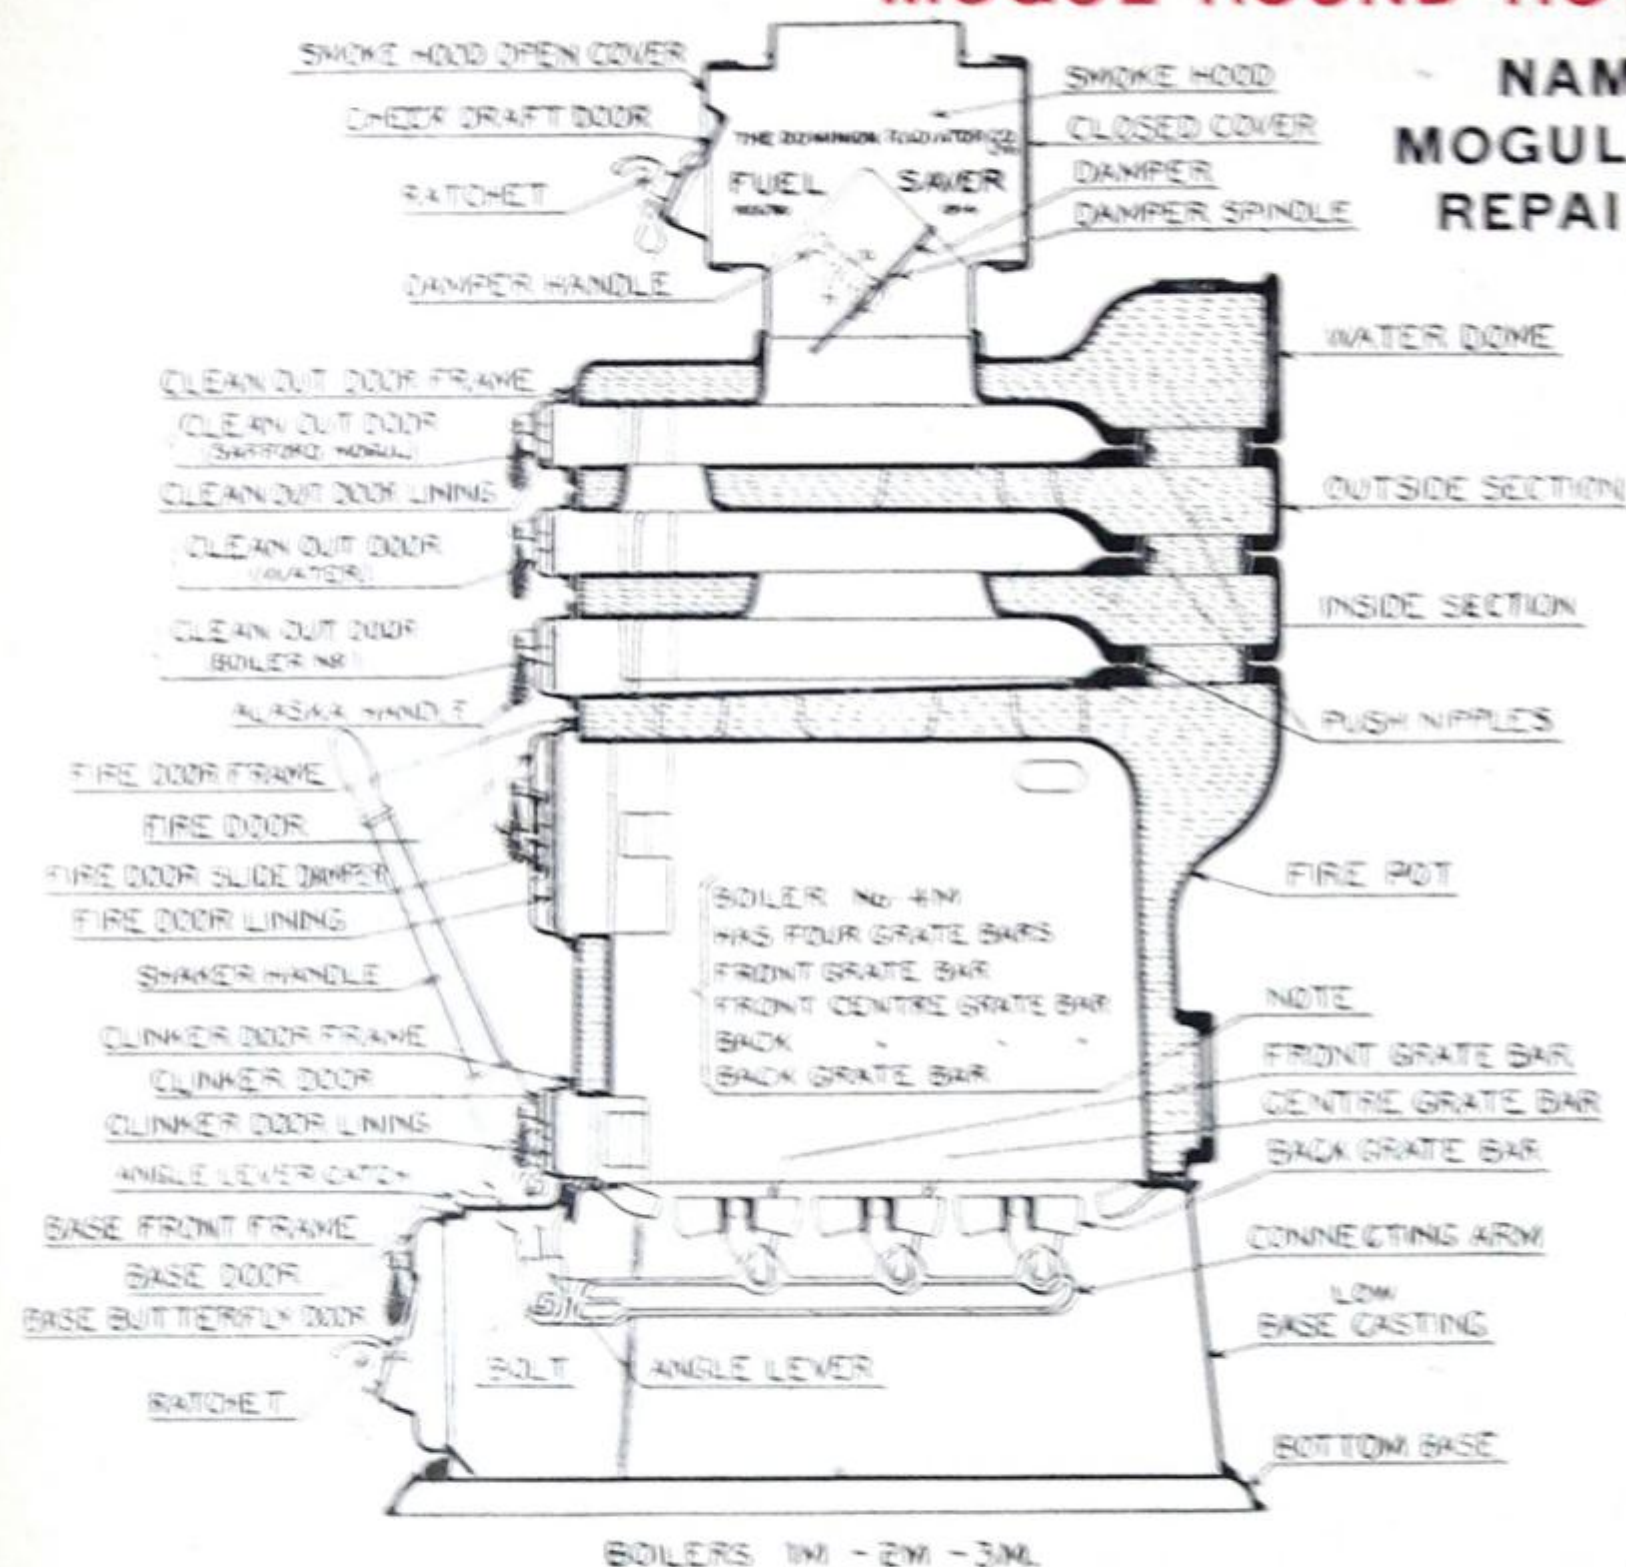 NAM
MOGUL
REPAI
SMOKE HOOD OPEN COVER
CHECK DRAFT DOOR
RATCHET
DAMPER HANDLE
SMOKE HOOD
CLOSED COVER
DAMPER
DAMPER SPINDLE
THE DOMINION RADIATOR CO
FUEL SAVER
CLEAN OUT DOOR FRAME
CLEAN OUT DOOR
CLEAN OUT DOOR LINING
CLEAN OUT DOOR
(WATER)
CLEAN OUT DOOR
BOILER
ALASKA HANDLE
FIRE DOOR FRAME
FIRE DOOR
FIRE DOOR SLIDE DAMPER
FIRE DOOR LINING
SHAKER HANDLE
CLINKER DOOR FRAME
CLINKER DOOR
CLINKER DOOR LINING
ANGLE LEVER CATCH
BASE FRONT FRAME
BASE DOOR
BASE BUTTERFLY DOOR
RATCHET
BOLT
ANGLE LEVER
WATER DOME
OUTSIDE SECTION
INSIDE SECTION
PUSH NIPPLES
FIRE POT
BOILER No 4M
HAS FOUR GRATE BARS
FRONT GRATE BAR
FRONT CENTRE GRATE BAR
BACK " " "
BACK GRATE BAR
NOTE
FRONT GRATE BAR
CENTRE GRATE BAR
BACK GRATE BAR
CONNECTING ARM
LOW
BASE CASTING
BOTTOM BASE
BOILERS 1M - 2M - 3M